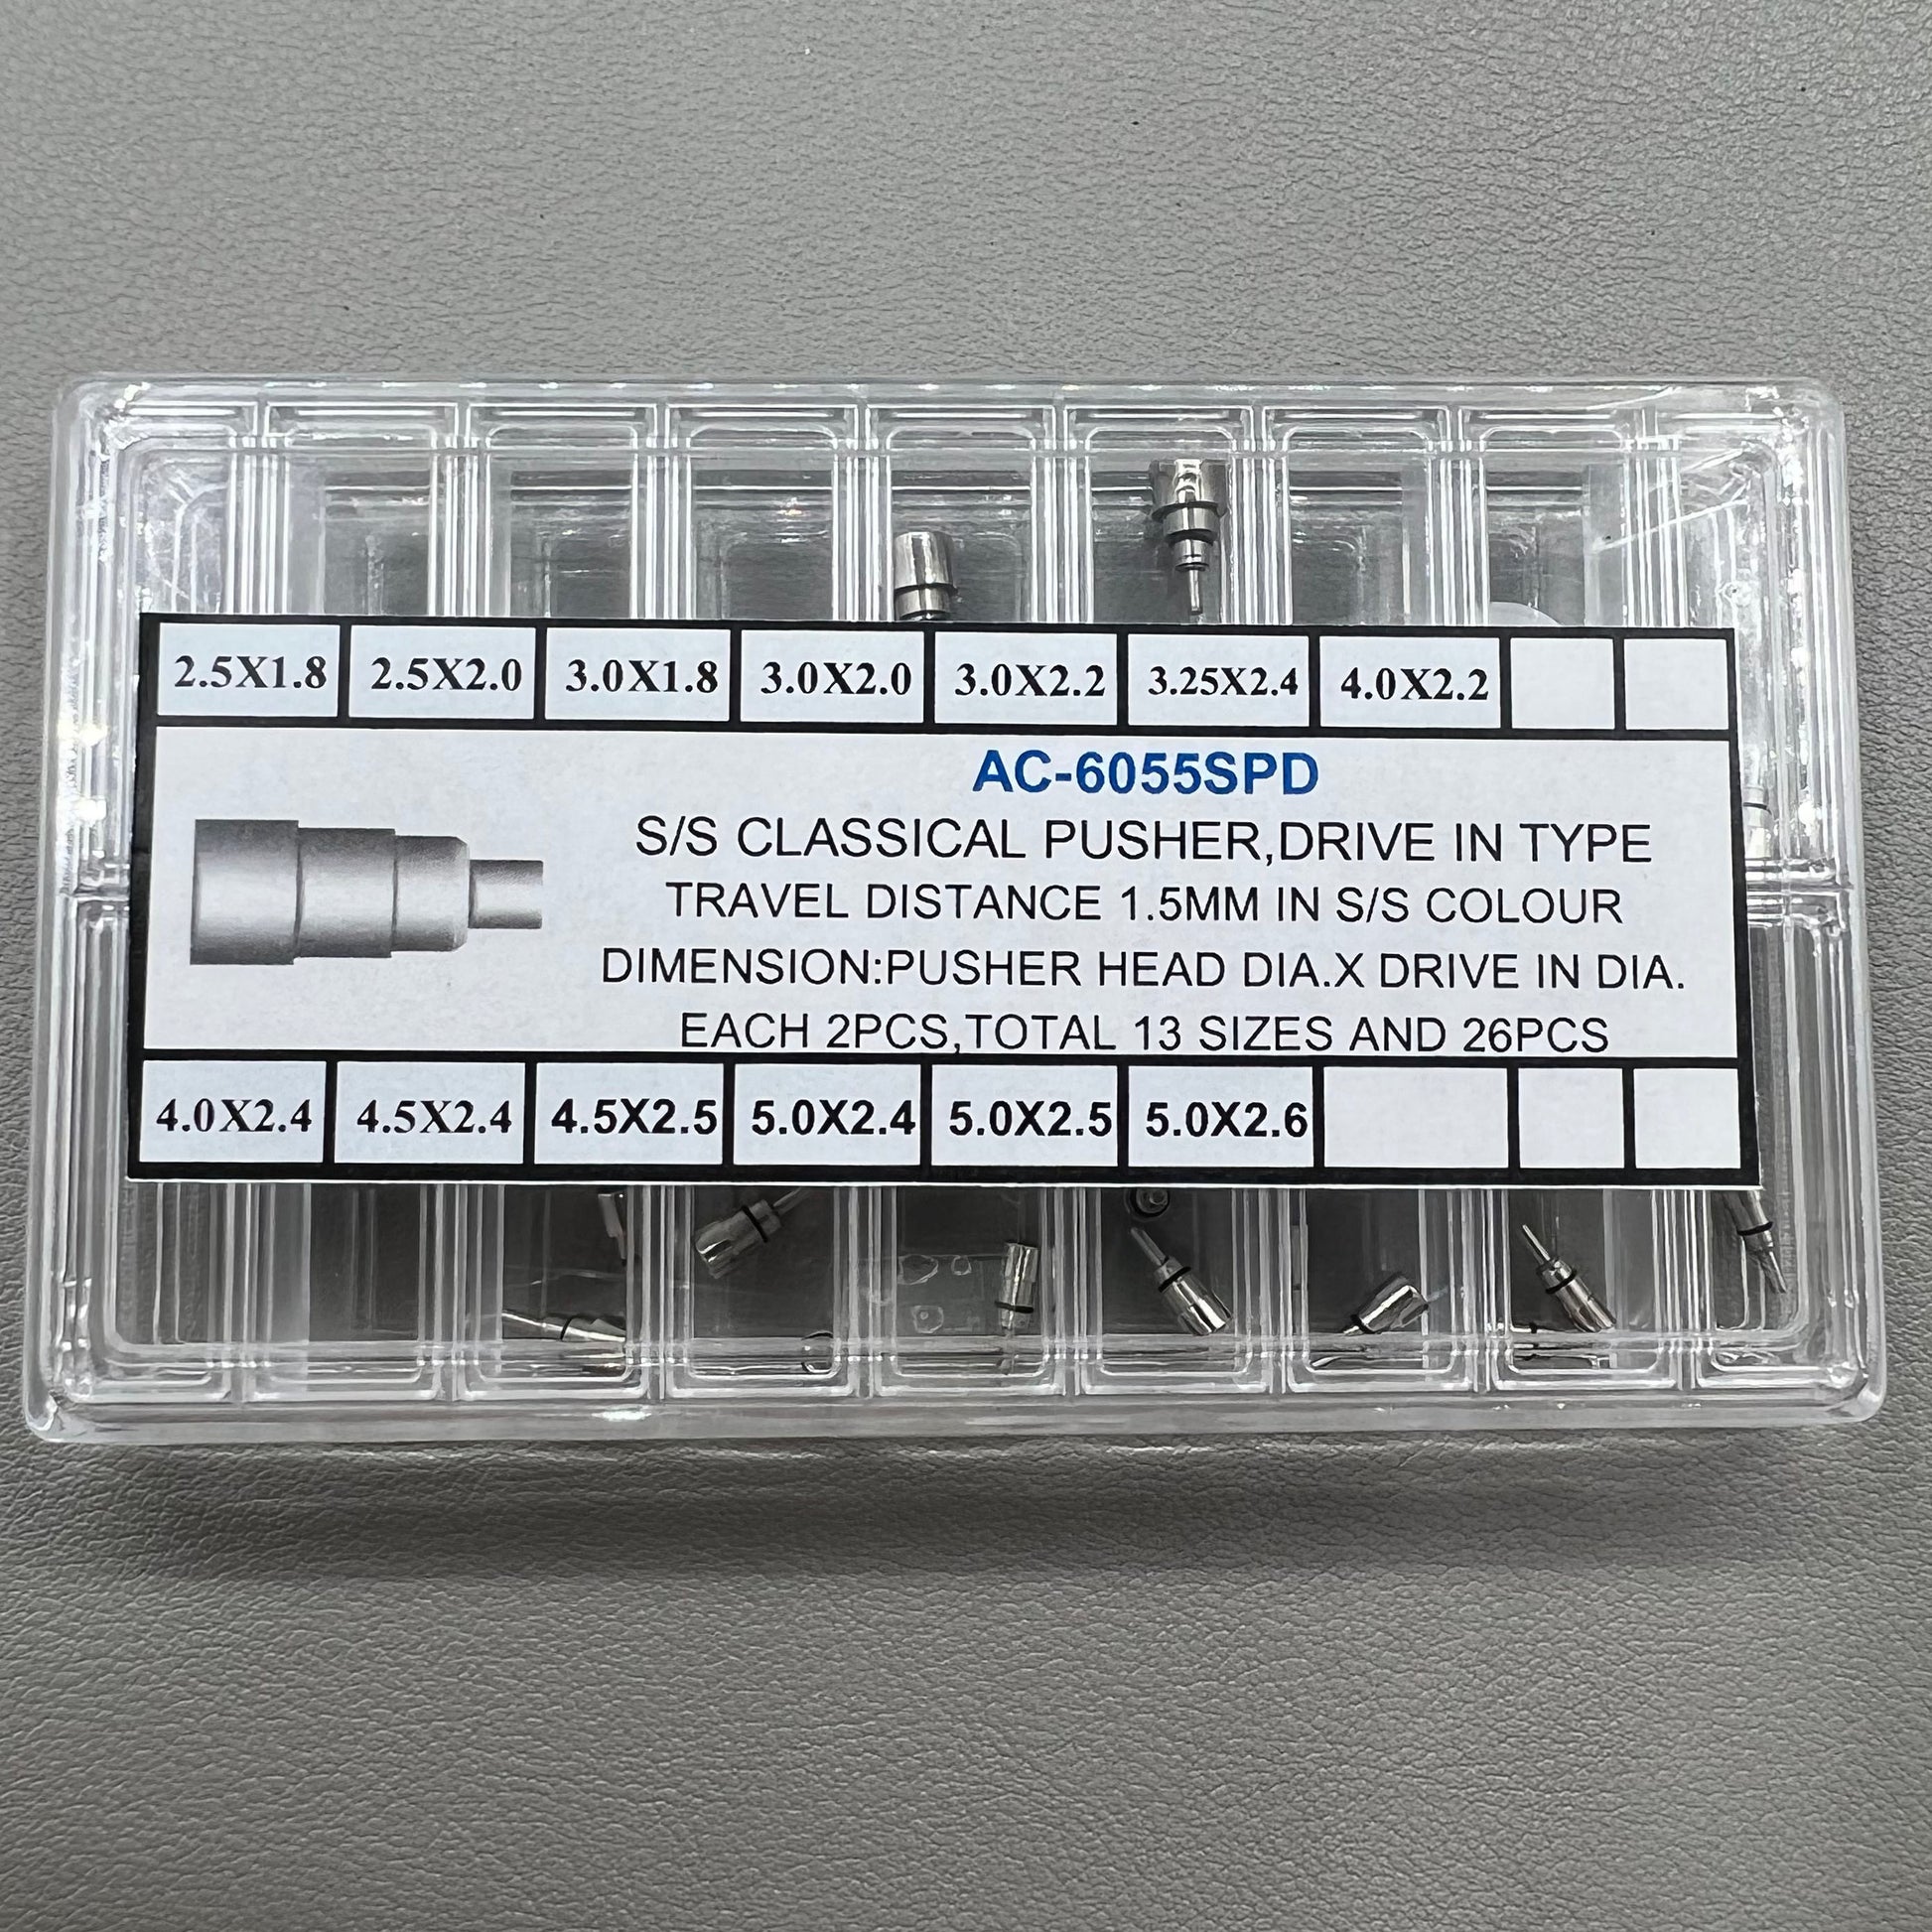 2.5X1.8 2.5X2.0 3.0X1.8 3.0X2.0 3.0X2.2 3.25X2.4 4.0X2.2
AC-6055SPD
S/S CLASSICAL PUSHER,DRIVE IN TYPE
TRAVEL DISTANCE 1.5MM IN S/S COLOUR
DIMENSION:PUSHER HEAD DIA.X DRIVE IN DIA.
EACH 2PCS,TOTAL 13 SIZES AND 26PCS
4.0X2.4 4.5X2.4 4.5X2.5 5.0X2.4 5.0X2.5 5.0X2.6